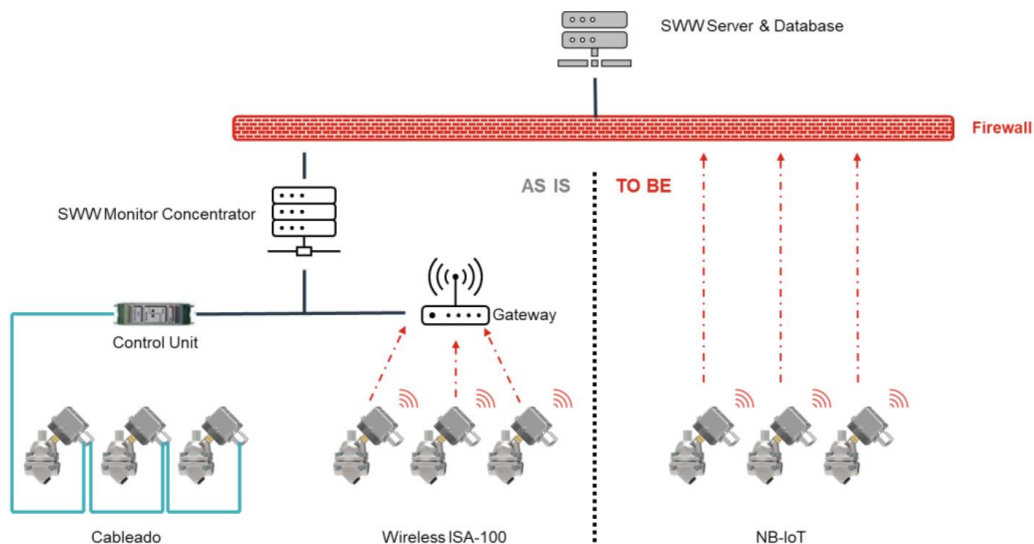 SWW Server & Database
Firewall
AS IS
TO BE
SWW Monitor Concentrator
Gateway
Control Unit
Cableado
Wireless ISA-100
NB-IoT